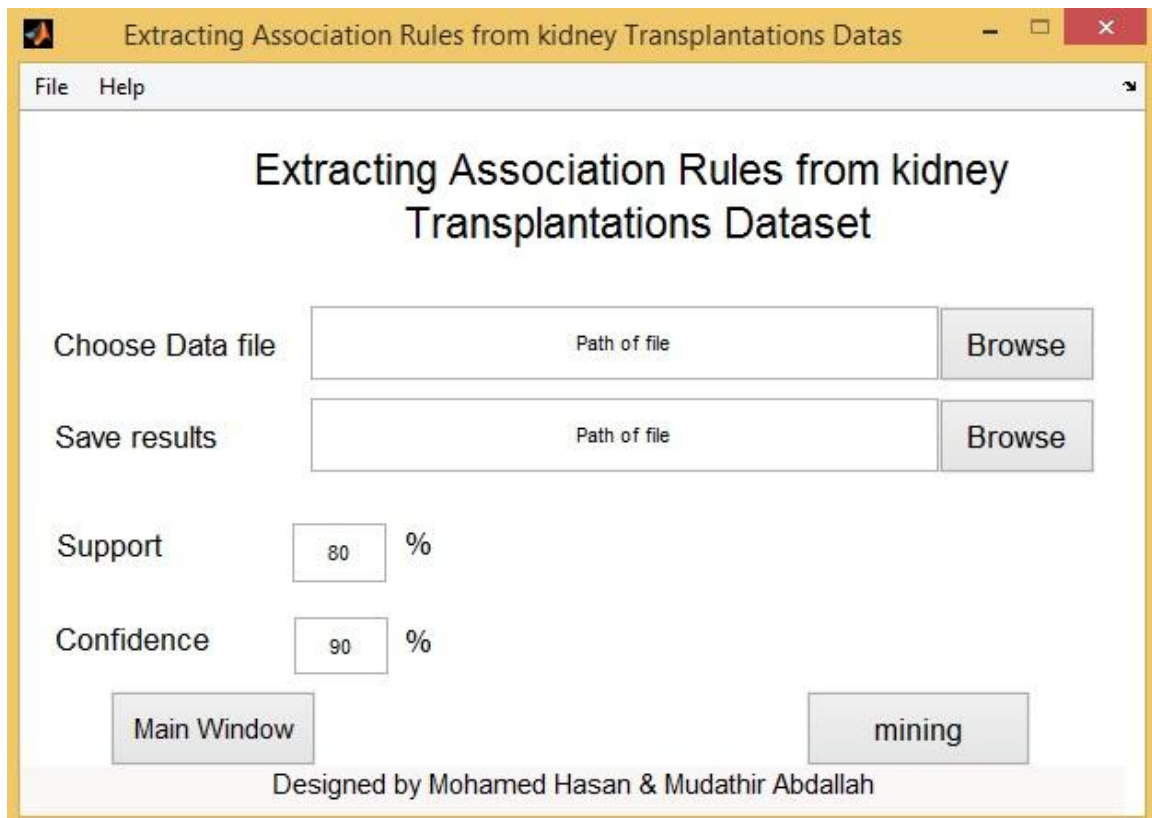 Extracting Association Rules from kidney Transplantations Datas
File Help
Extracting Association Rules from kidney
Transplantations Dataset
Choose Data file Path of file Browse
Save results Path of file Browse
Support 80 %
Confidence 90 %
Main Window mining
Designed by Mohamed Hasan & Mudathir Abdallah